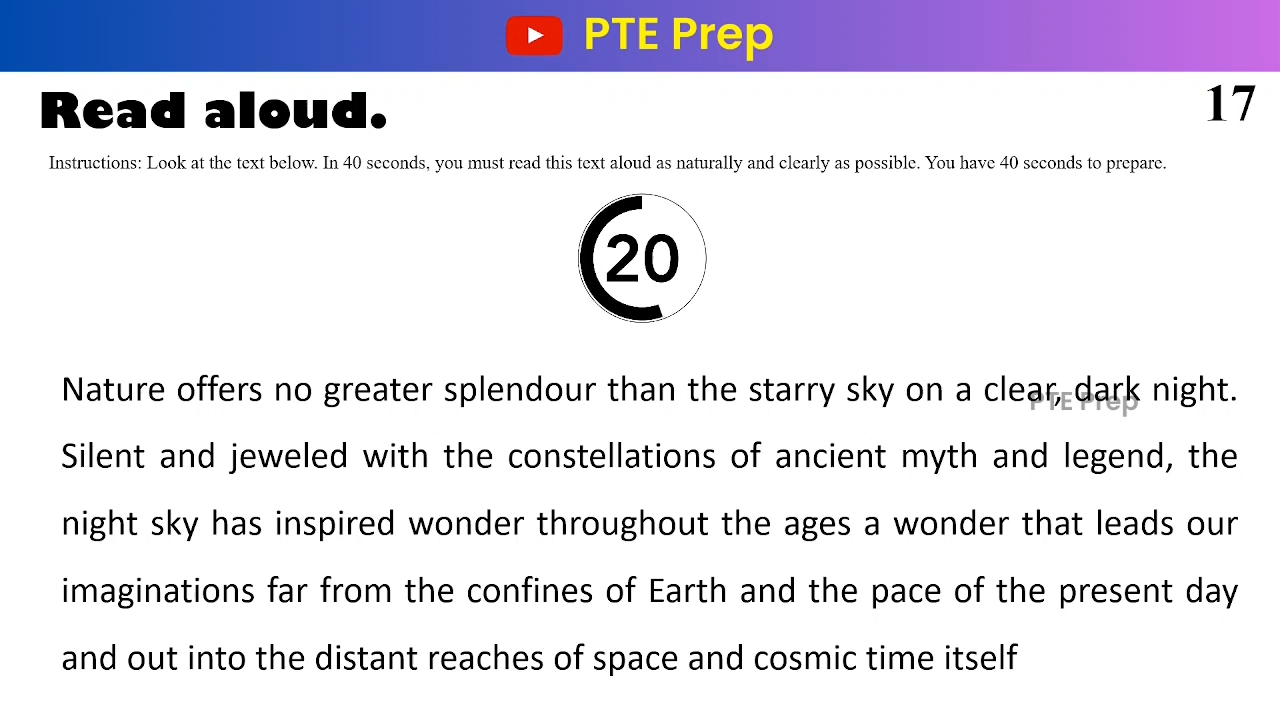 PTE Prep
Read aloud.
17
Instructions: Look at the text below. In 40 seconds, you must read this text aloud as naturally and clearly as possible. You have 40 seconds to prepare.
20
Nature offers no greater splendour than the starry sky on a clear, dark night.
PTE Prep
Silent and jeweled with the constellations of ancient myth and legend, the
night sky has inspired wonder throughout the ages a wonder that leads our
imaginations far from the confines of Earth and the pace of the present day
and out into the distant reaches of space and cosmic time itself